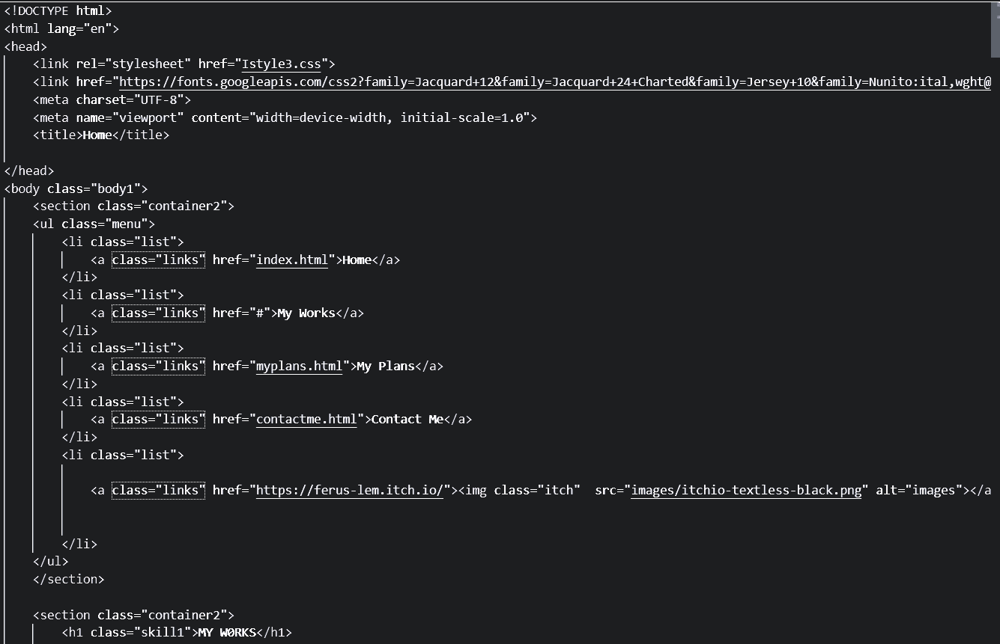 <!DOCTYPE html>
<html lang="en">
<head>
    <link rel="stylesheet" href="Istyle3.css">
    <link href="https://fonts.googleapis.com/css2?family=Jacquard+12&family=Jacquard+24+Charted&family=Jersey+10&family=Nunito:ital,wght@
    <meta charset="UTF-8">
    <meta name="viewport" content="width=device-width, initial-scale=1.0">
    <title>Home</title>
</head>
<body class="body1">
    <section class="container2">
    <ul class="menu">
        <li class="list">
            <a class="links" href="index.html">Home</a>
        </li>
        <li class="list">
            <a class="links" href="#">My Works</a>
        </li>
        <li class="list">
            <a class="links" href="myplans.html">My Plans</a>
        </li>
        <li class="list">
            <a class="links" href="contactme.html">Contact Me</a>
        </li>
        <li class="list">
            <a class="links" href="https://ferus-lem.itch.io/"><img class="itch"  src="images/itchio-textless-black.png" alt="images"></a
        </li>
    </ul>
    </section>
    <section class="container2">
        <h1 class="skill1">MY WORKS</h1>